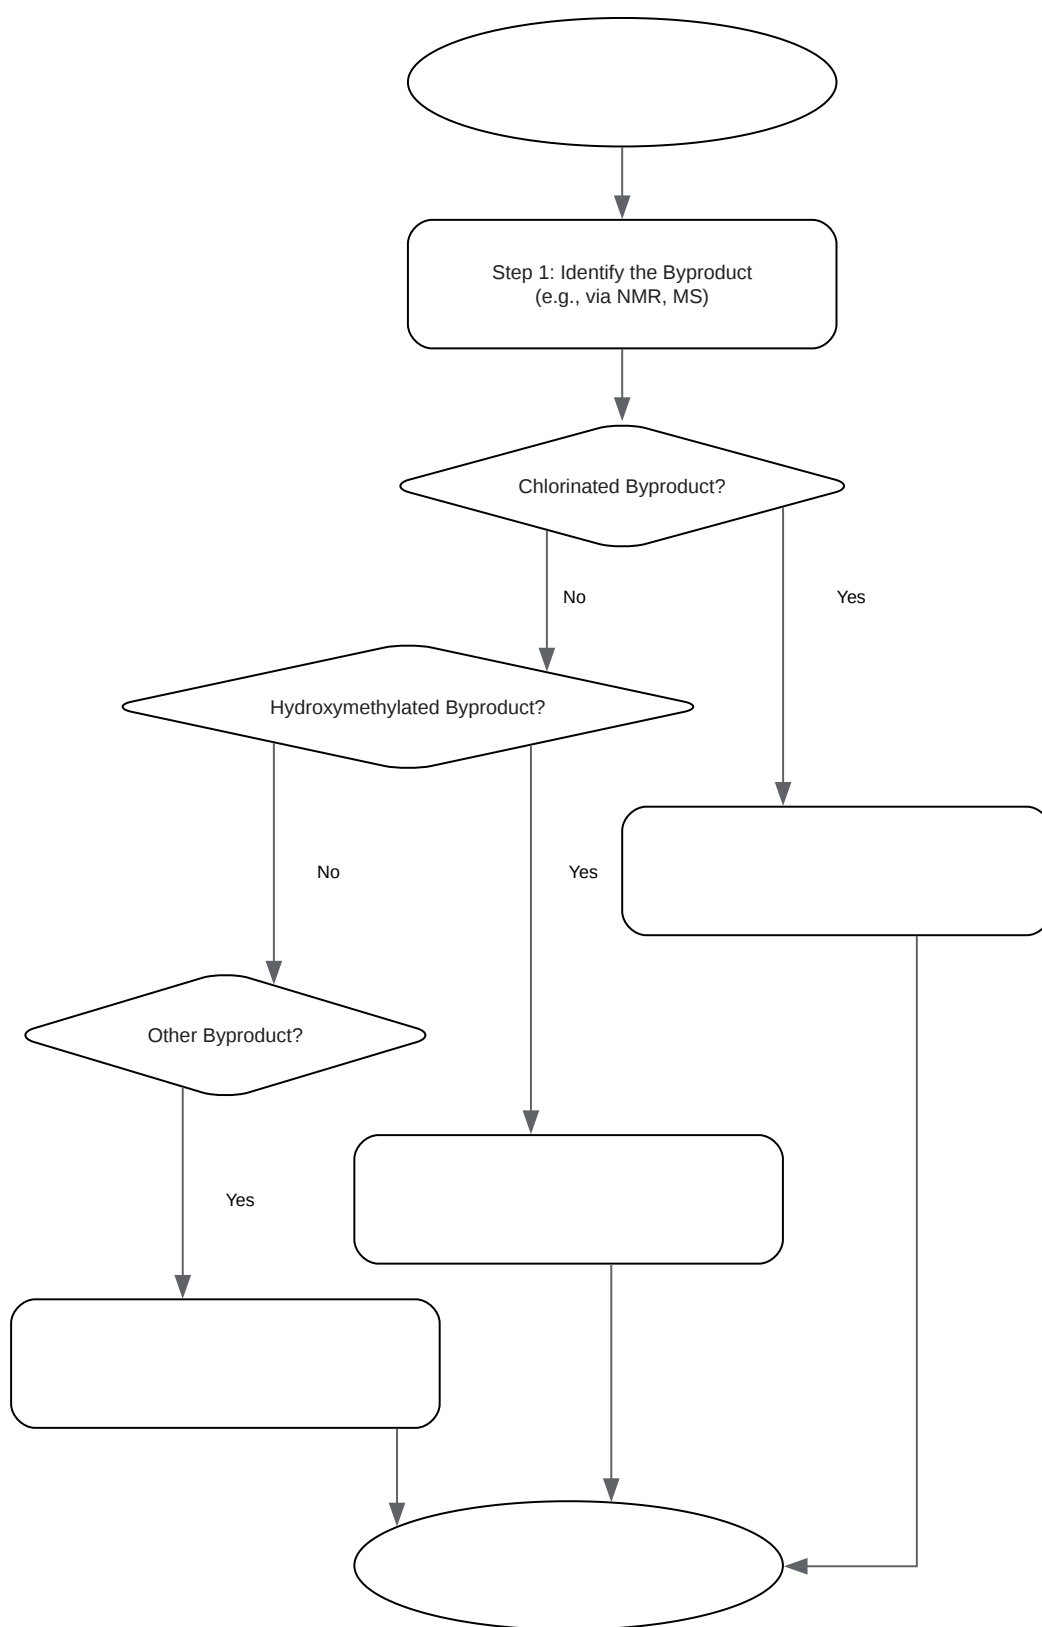 Step 1: Identify the Byproduct
(e.g., via NMR, MS)
Chlorinated Byproduct?
No
Yes
Hydroxymethylated Byproduct?
No
Yes
Other Byproduct?
Yes